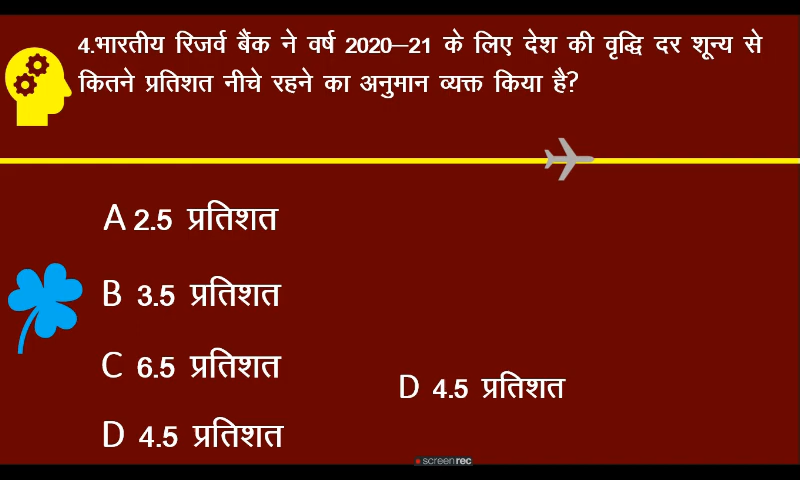 4.भारतीय रिजर्व बैंक ने वर्ष 2020–21 के लिए देश की वृद्धि दर शून्य से
कितने प्रतिशत नीचे रहने का अनुमान व्यक्त किया है?
A 2.5 प्रतिशत
B 3.5 प्रतिशत
C 6.5 प्रतिशत
D 4.5 प्रतिशत
D 4.5 प्रतिशत
screenrec